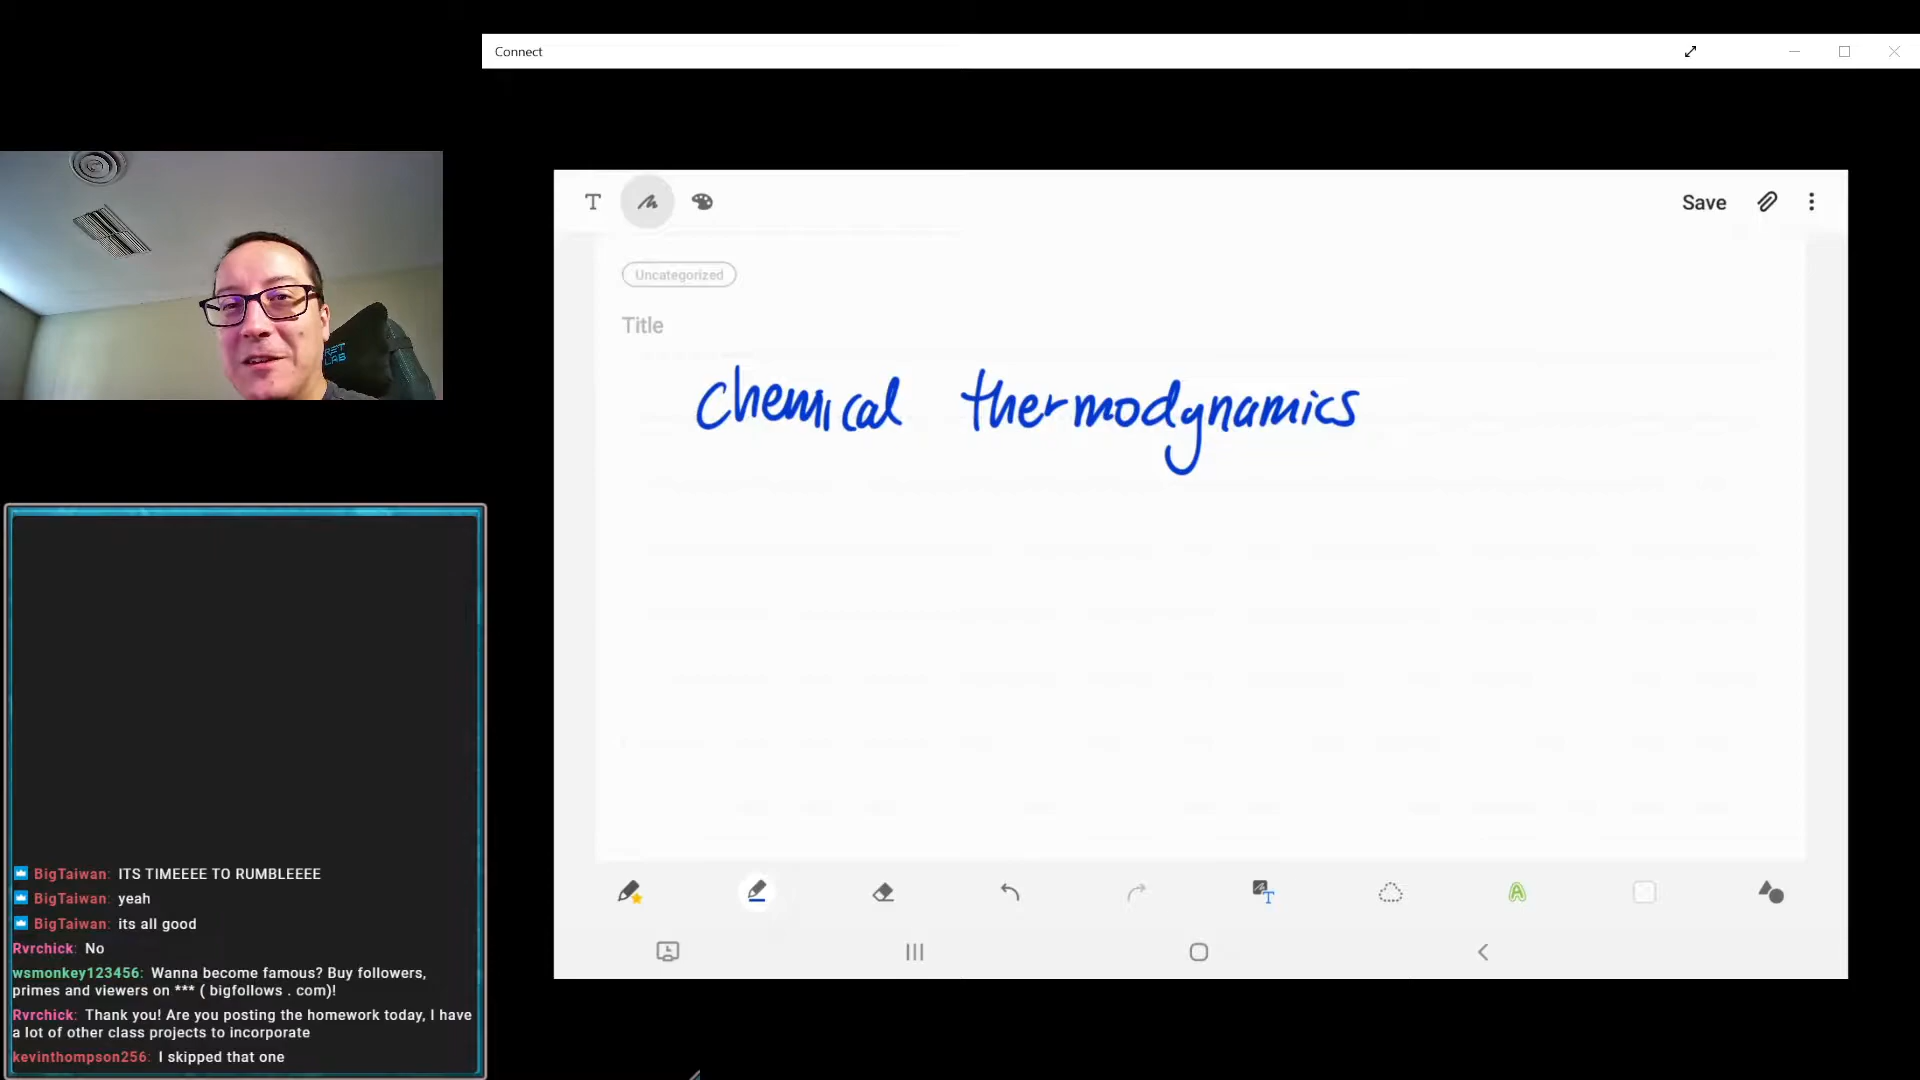 Connect
Save
Uncategorized
Title
Chemical thermodynamics
RET
LAB
BigTaiwan: ITS TIMEEEE TO RUMBLEEEE
BigTaiwan: yeah
BigTaiwan: its all good
Rvrchick: No
wsmonkey123456: Wanna become famous? Buy followers,
primes and viewers on *** ( bigfollows . com)!
Rvrchick: Thank you! Are you posting the homework today, I have
a lot of other class projects to incorporate
kevinthompson256: I skipped that one